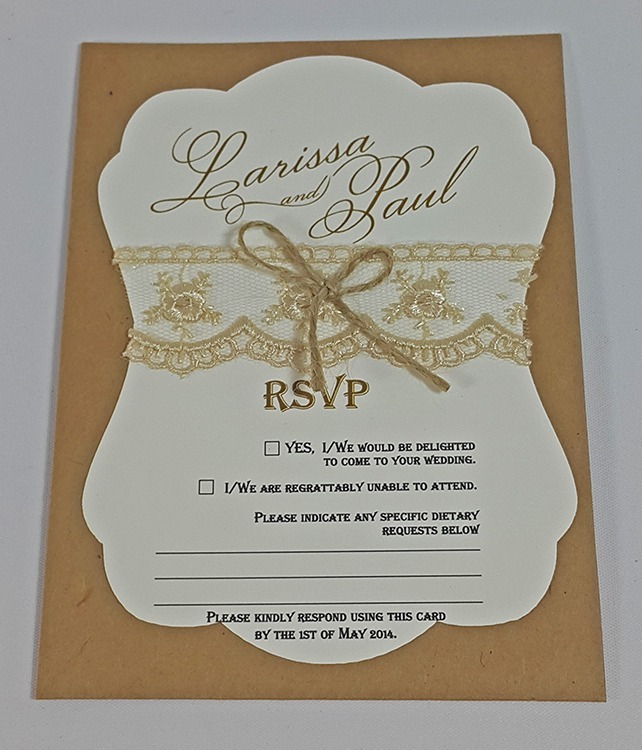 Larissa
and Paul
RSVP
Yes, I/We would be delighted
to come to your wedding.
I/We are regrattably unable to attend.
Please indicate any specific dietary
requests below
Please kindly respond using this card
by the 1st of May 2014.